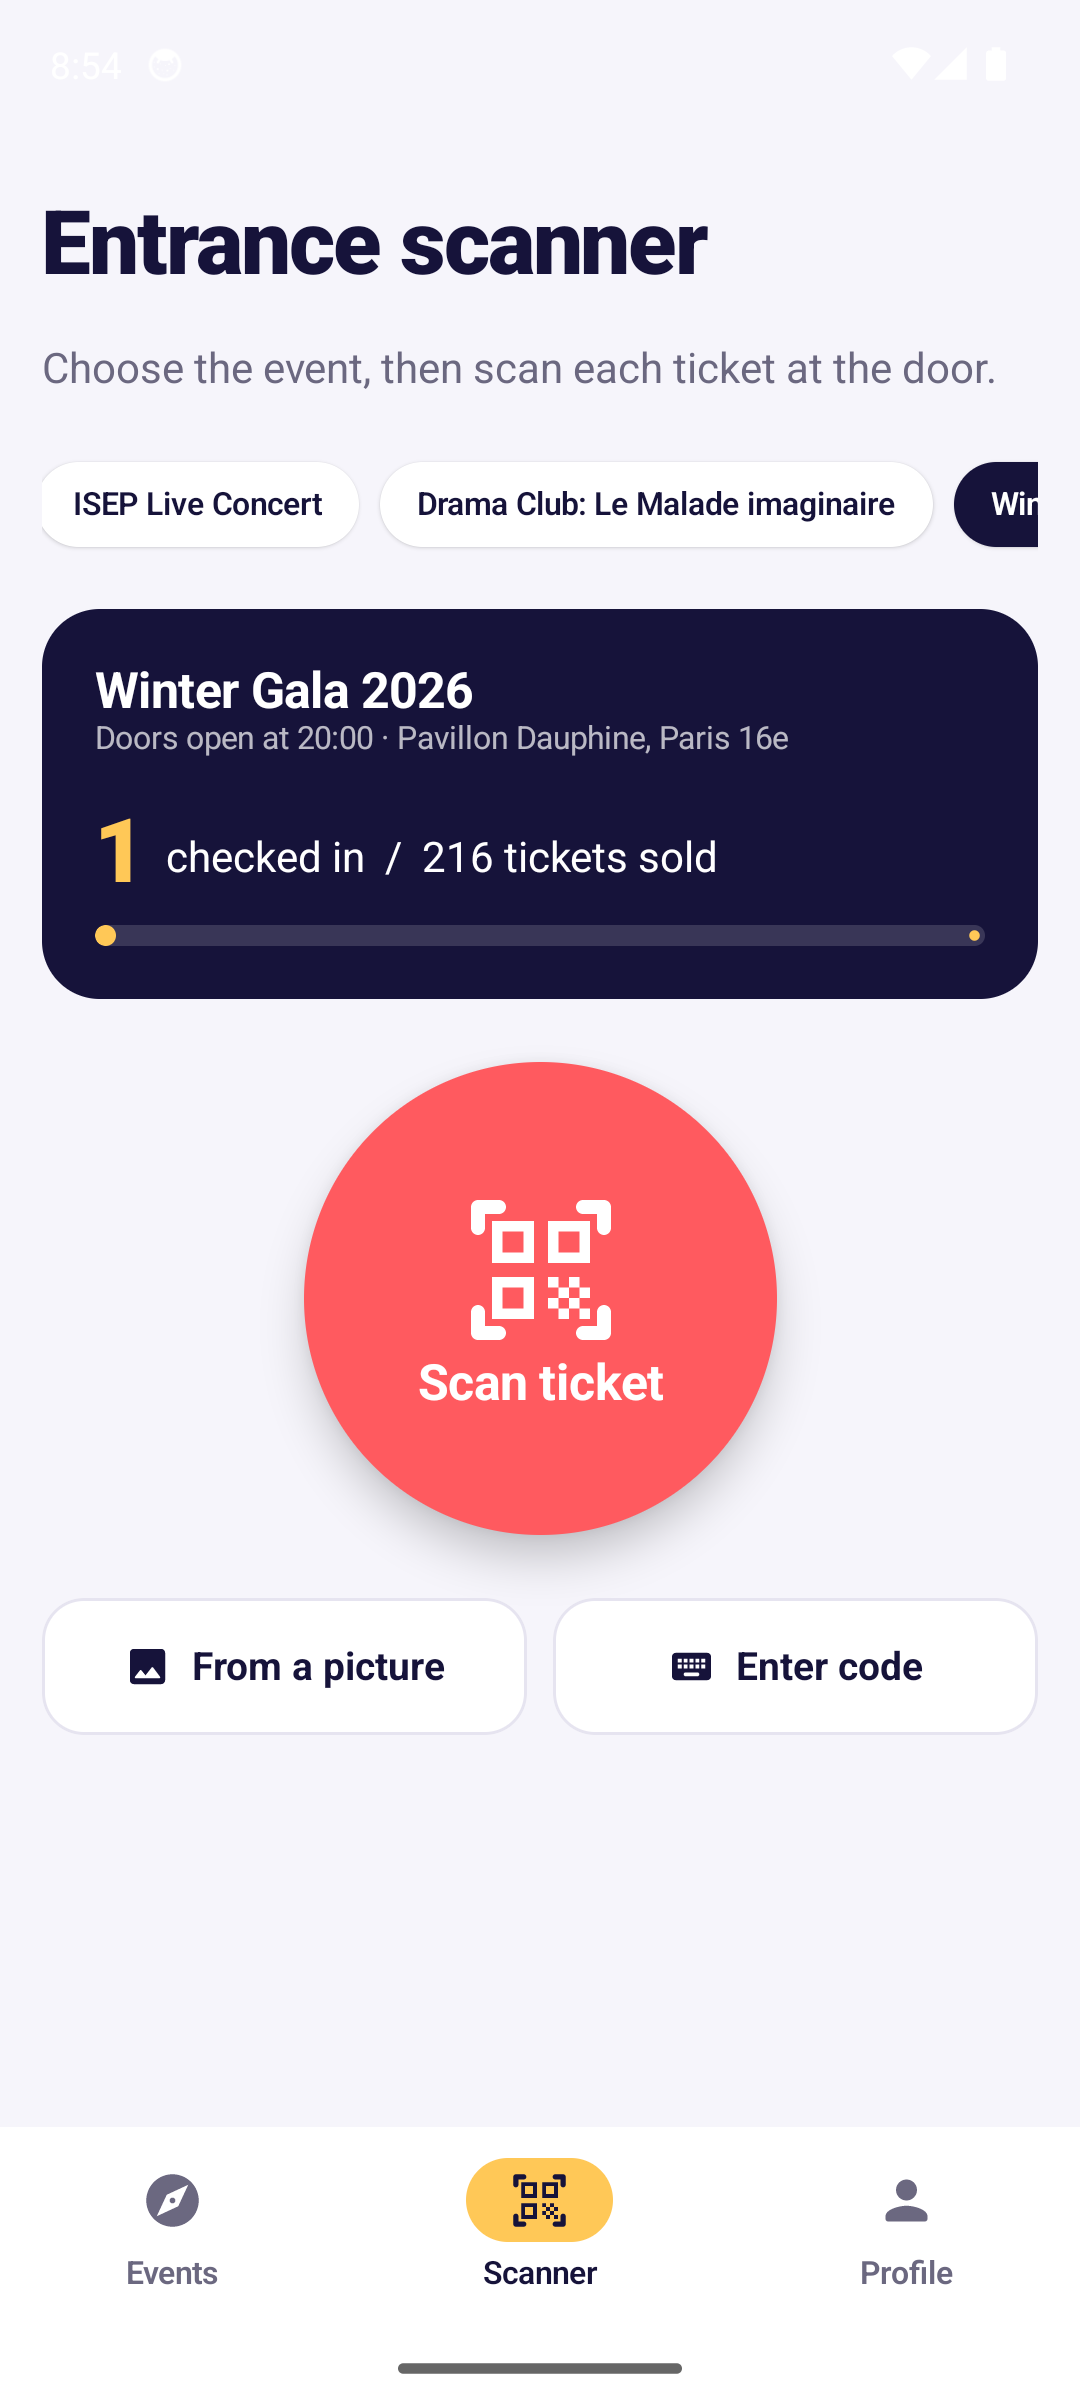 8:54
Entrance scanner
Choose the event, then scan each ticket at the door.
ISEP Live Concert
Drama Club: Le Malade imaginaire
Win
Winter Gala 2026
Doors open at 20:00 · Pavillon Dauphine, Paris 16e
1 checked in / 216 tickets sold
Scan ticket
From a picture
Enter code
Events
Scanner
Profile